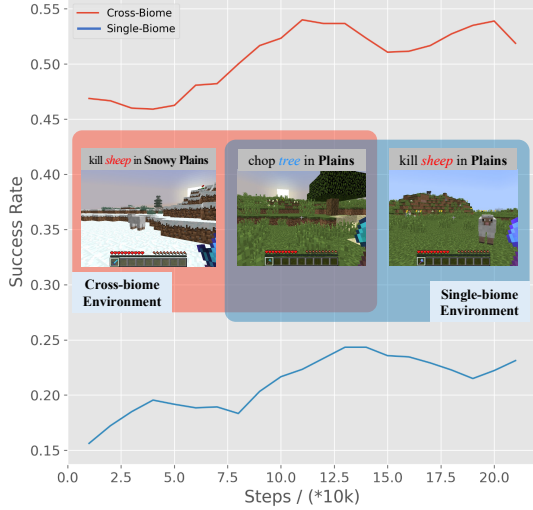 0.55
0.50
0.45
0.40
0.35
0.30
0.25
0.20
0.15
Success Rate
Cross-Biome
Single-Biome
kill sheep in Snowy Plains
chop tree in Plains
kill sheep in Plains
Cross-biome
Environment
Single-biome
Environment
0.0 2.5 5.0 7.5 10.0 12.5 15.0 17.5 20.0
Steps / (*10k)